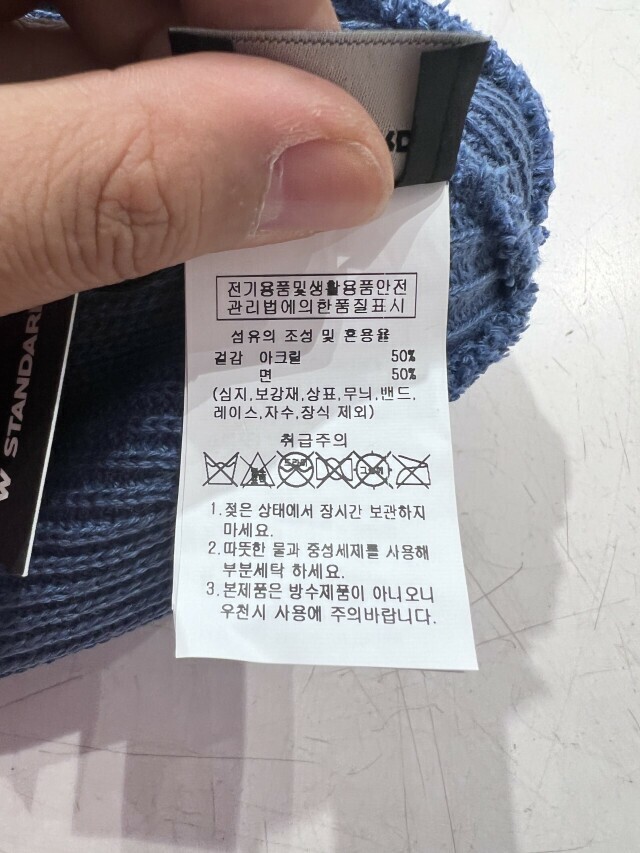 전기용품및생활용품안전
관리법에의한품질표시
섬유의 조성 및 혼용율
겉감 아크릴 50%
면 50%
(심지,보강재,상표,무늬,밴드,
레이스,자수,장식 제외)
취급주의
드라이
1.젖은 상태에서 장시간 보관하지
마세요.
2.따뜻한 물과 중성세제를 사용해
부분세탁 하세요.
3.본제품은 방수제품이 아니오니
우천시 사용에 주의바랍니다.
W STANDARD